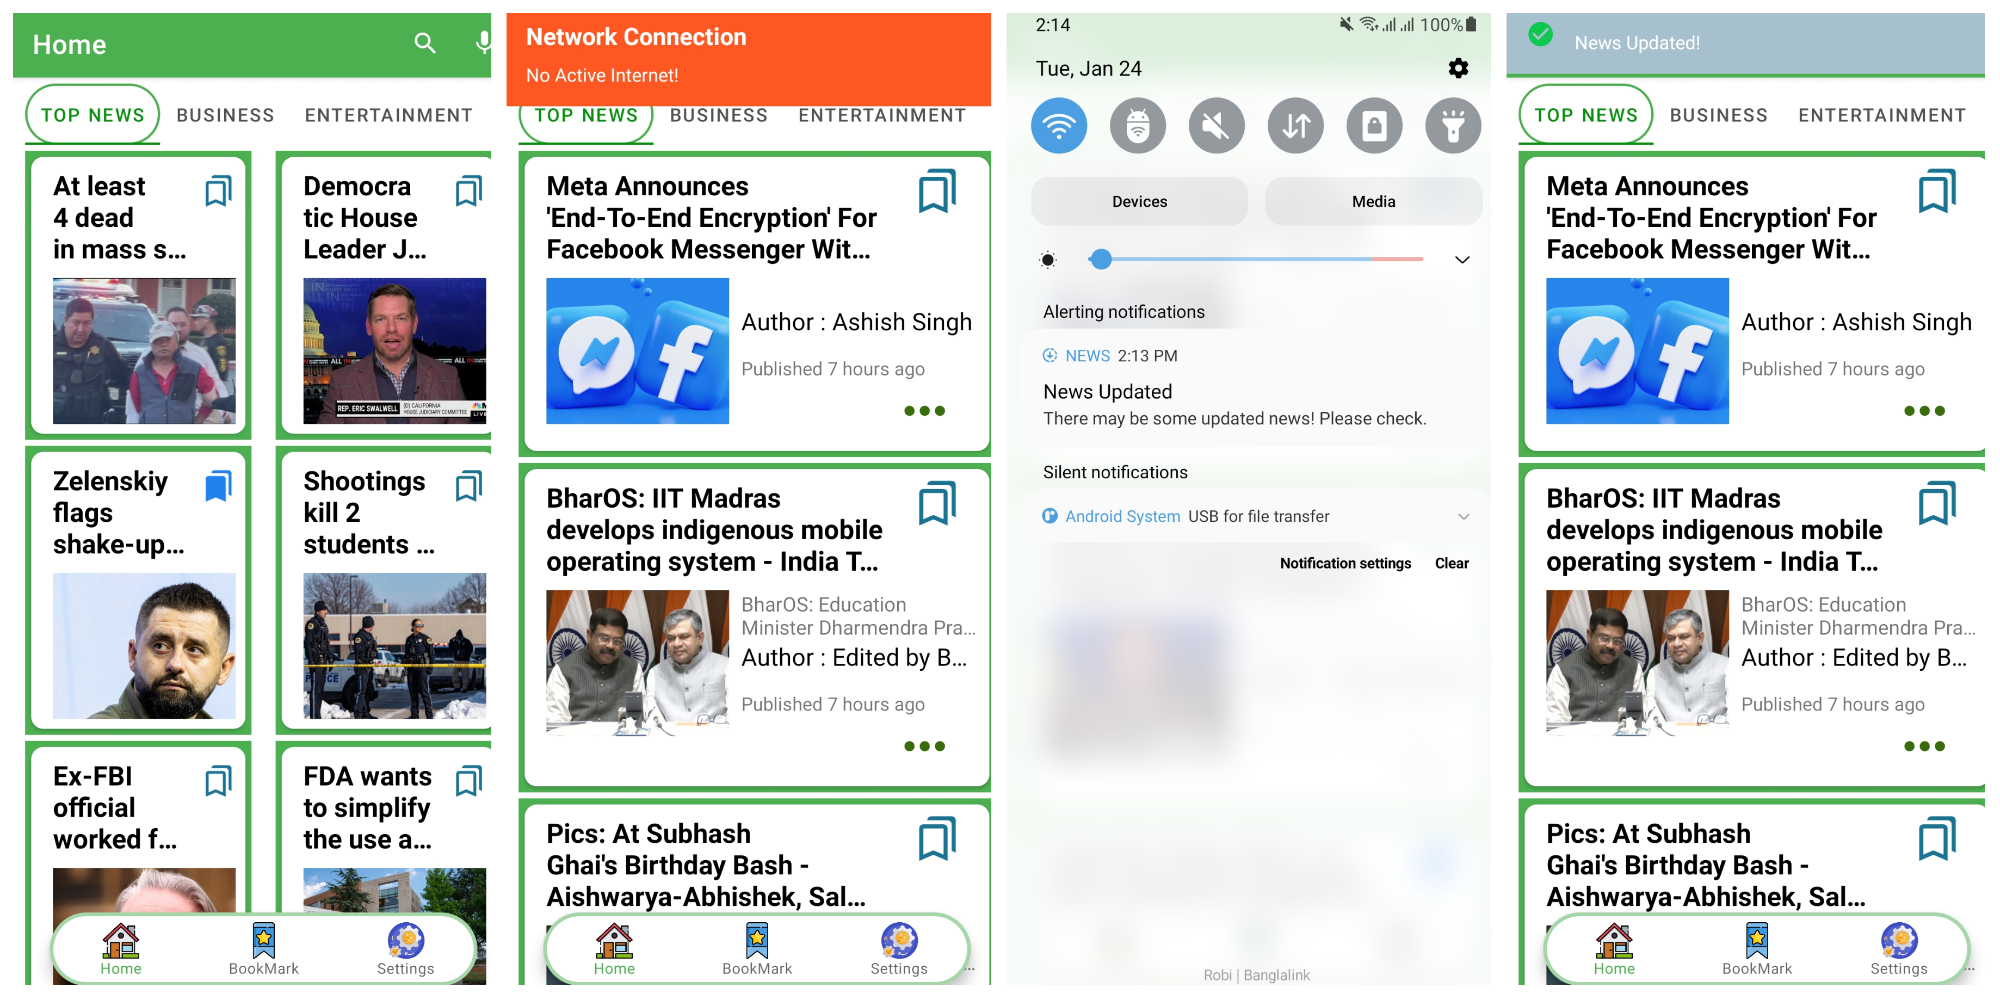 Home
TOP NEWS BUSINESS ENTERTAINMENT
At least
4 dead
in mass s...
Democra
tic House
Leader J...
ALL IN
REP. ERIC SWALWELL (D) CALIFORNIA
HOUSE JUDICIARY COMMITTEE
LIVE
Zelenskiy
flags
shake-up...
Shootings
kill 2
students ...
Ex-FBI
official
worked f...
FDA wants
to simplify
the use a...
Home BookMark Settings
Network Connection
No Active Internet!
TOP NEWS BUSINESS ENTERTAINMENT
Meta Announces
'End-To-End Encryption' For
Facebook Messenger Wit...
Author : Ashish Singh
Published 7 hours ago
BharOS: IIT Madras
develops indigenous mobile
operating system - India T...
BharOS: Education
Minister Dharmendra Pra...
Author : Edited by B...
Published 7 hours ago
Pics: At Subhash
Ghai's Birthday Bash -
Aishwarya-Abhishek, Sal...
Home BookMark Settings
2:14 100%
Tue, Jan 24
Devices Media
Alerting notifications
NEWS 2:13 PM
News Updated
There may be some updated news! Please check.
Silent notifications
Android System USB for file transfer
Notification settings Clear
Robi | Banglalink
News Updated!
TOP NEWS BUSINESS ENTERTAINMENT
Meta Announces
'End-To-End Encryption' For
Facebook Messenger Wit...
Author : Ashish Singh
Published 7 hours ago
BharOS: IIT Madras
develops indigenous mobile
operating system - India T...
BharOS: Education
Minister Dharmendra Pra...
Author : Edited by B...
Published 7 hours ago
Pics: At Subhash
Ghai's Birthday Bash -
Aishwarya-Abhishek, Sal...
Home BookMark Settings